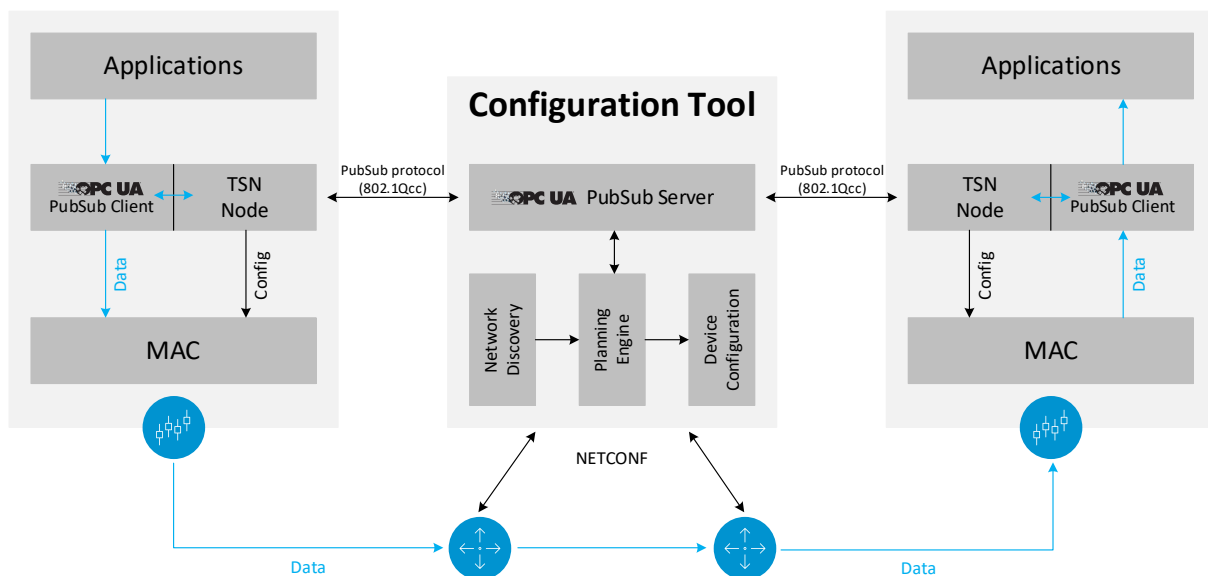 Applications
OPC UA
PubSub Client
TSN
Node
Data
Config
MAC
PubSub protocol
(802.1Qcc)
Configuration Tool
OPC UA PubSub Server
Network
Discovery
Planning
Engine
Device
Configuration
NETCONF
PubSub protocol
(802.1Qcc)
Applications
TSN
Node
OPC UA
PubSub Client
Config
Data
MAC
Data
Data